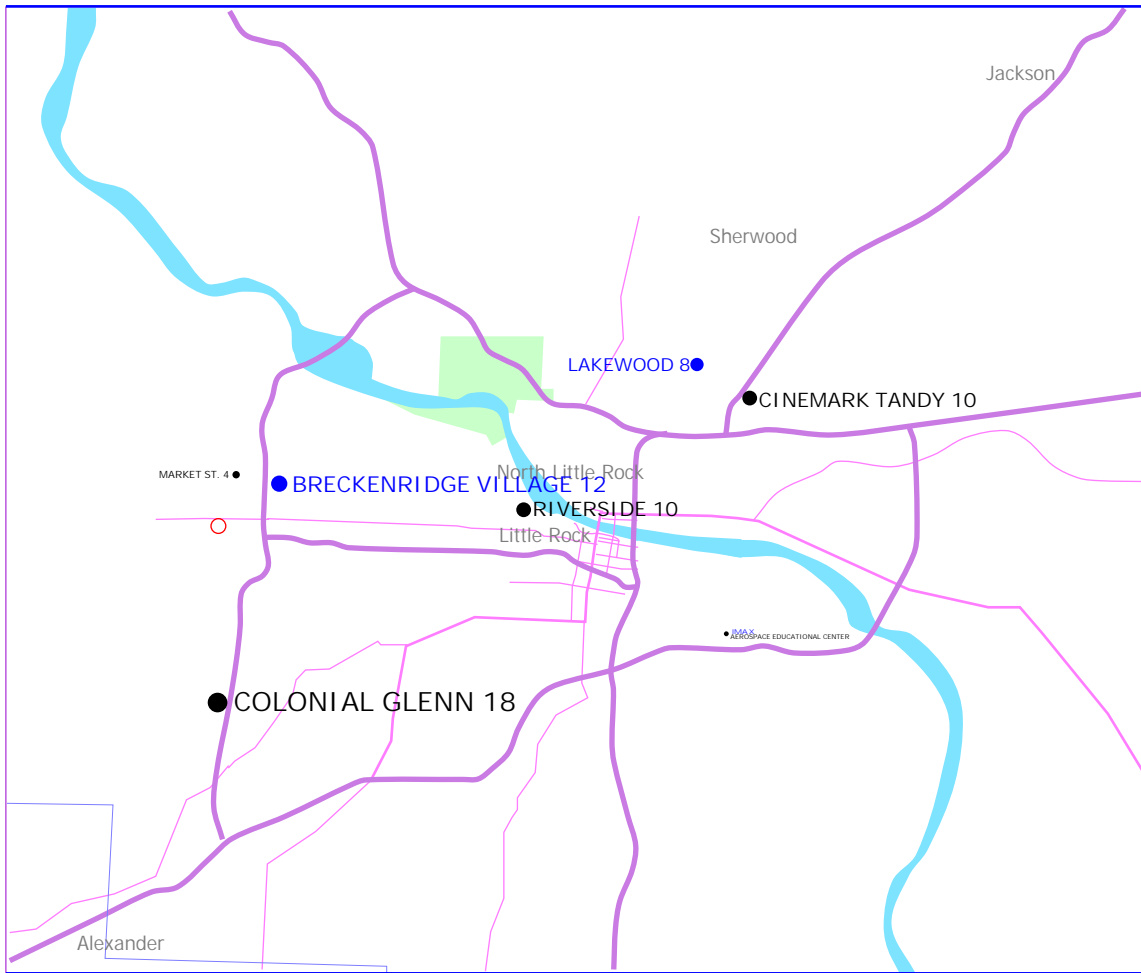 Jackson
Sherwood
LAKEWOOD 8
CINEMARK TANDY 10
MARKET ST. 4
North Little Rock
BRECKENRIDGE VILLAGE 12
RIVERSIDE 10
Little Rock
IMAX
AEROSPACE EDUCATIONAL CENTER
COLONIAL GLENN 18
Alexander